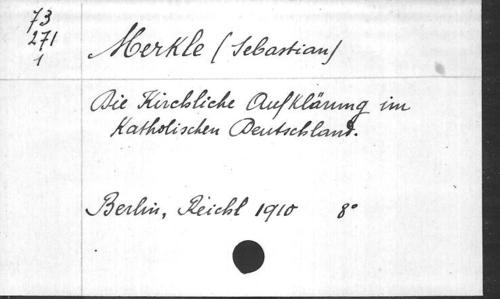 73
271
1
Merkle (Sebastian)
Die Kirchliche Aufklärung im
Katholischen Deutschland.
Berlin, Reichl 1910 8°